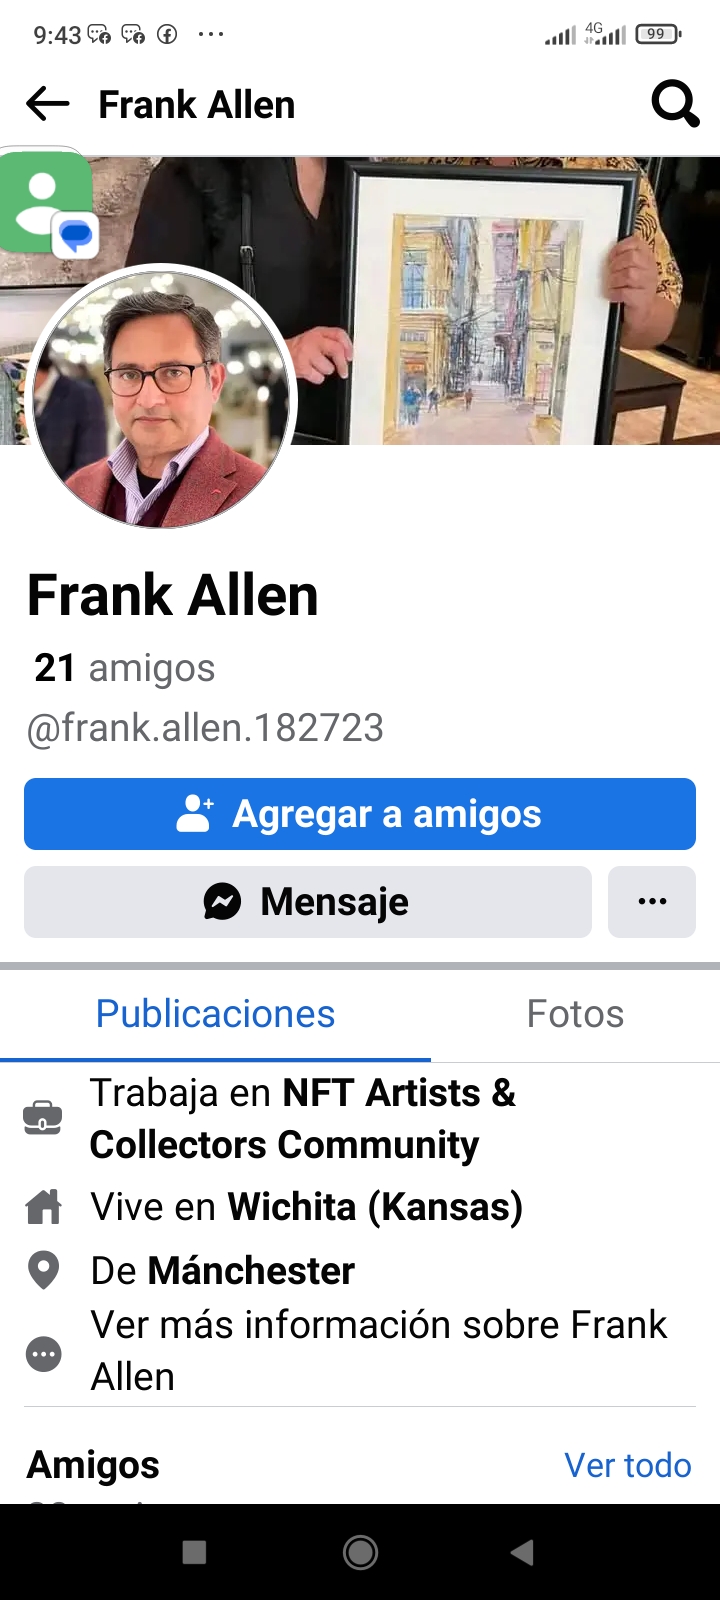 9:43
4G
99
Frank Allen
Frank Allen
21 amigos
@frank.allen.182723
Agregar a amigos
Mensaje
Publicaciones
Fotos
Trabaja en NFT Artists &
Collectors Community
Vive en Wichita (Kansas)
De Mánchester
Ver más información sobre Frank
Allen
Amigos
Ver todo